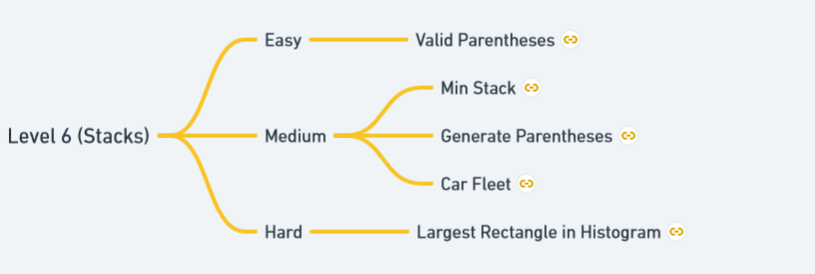 Easy
Valid Parentheses
Min Stack
Level 6 (Stacks)
Medium
Generate Parentheses
Car Fleet
Hard
Largest Rectangle in Histogram